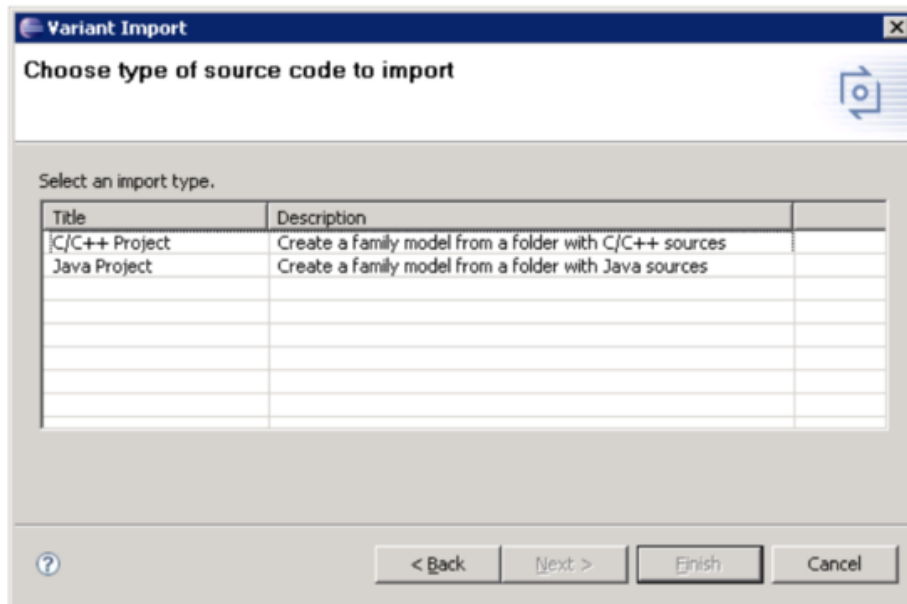 Variant Import
Choose type of source code to import
Select an import type.
Title Description
C/C++ Project Create a family model from a folder with C/C++ sources
Java Project Create a family model from a folder with Java sources
? < Back Next > Finish Cancel